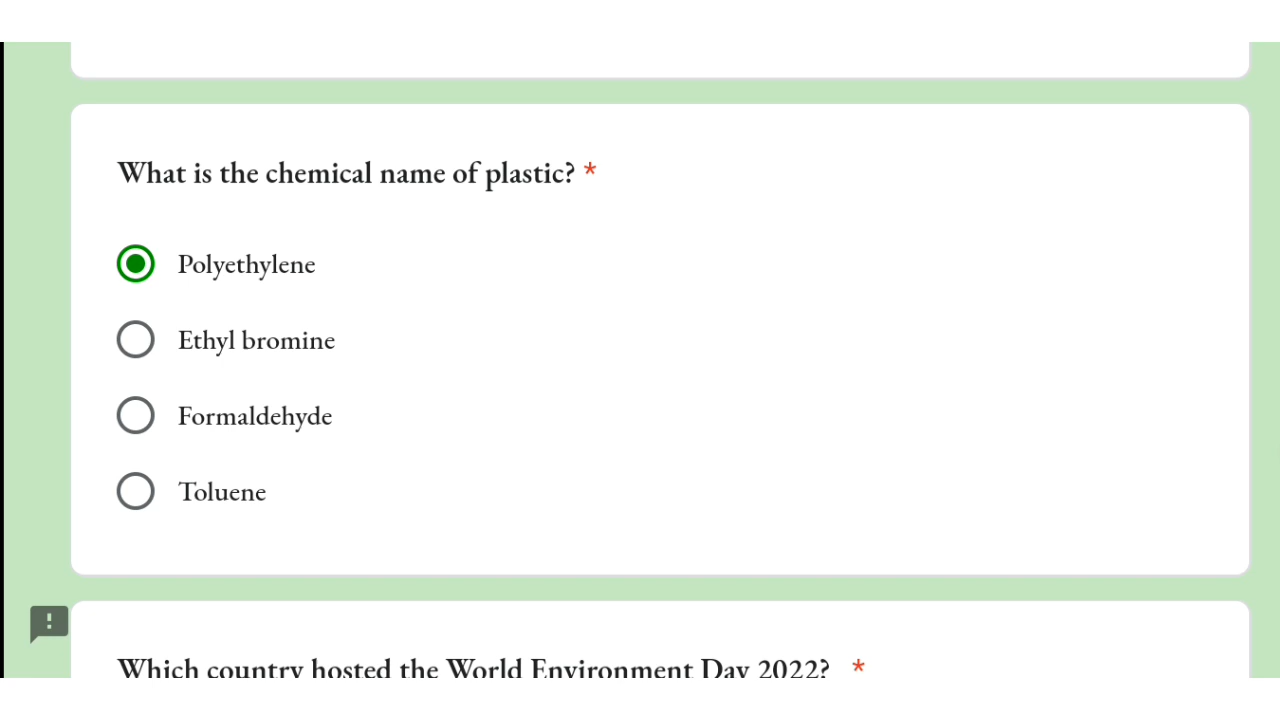 What is the chemical name of plastic? *
Polyethylene
Ethyl bromine
Formaldehyde
Toluene
Which country hosted the World Environment Day 2022? *